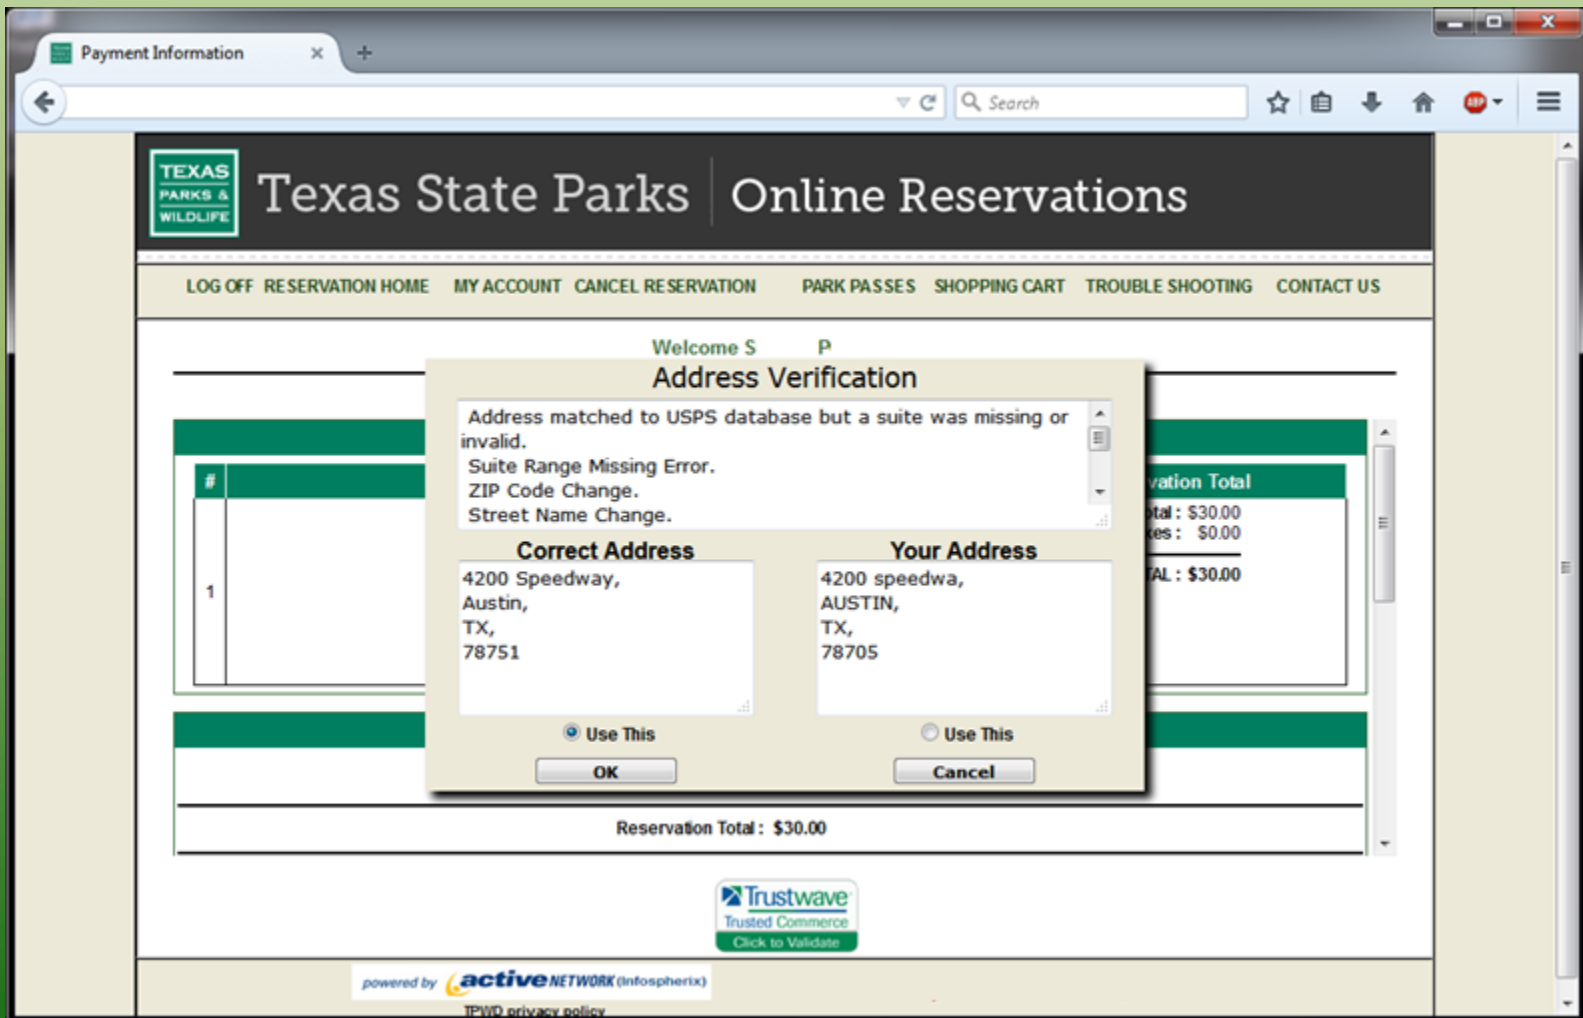 Payment Information
Search
ABP
TEXAS
PARKS &
WILDLIFE
Texas State Parks
Online Reservations
LOG OFF RESERVATION HOME MY ACCOUNT CANCEL RESERVATION PARK PASSES SHOPPING CART TROUBLE SHOOTING CONTACT US
Welcome S P
Address Verification
Address matched to USPS database but a suite was missing or
invalid.
Suite Range Missing Error.
ZIP Code Change.
Street Name Change.
Correct Address
4200 Speedway,
Austin,
TX,
78751
Use This
OK
Your Address
4200 speedwa,
AUSTIN,
TX,
78705
Use This
Cancel
#
1
vation Total
otal : $30.00
xes : $0.00
TAL : $30.00
Reservation Total : $30.00
Trustwave
Trusted Commerce
Click to Validate
powered by active NETWORK (Infospherix)
TPWD privacy policy